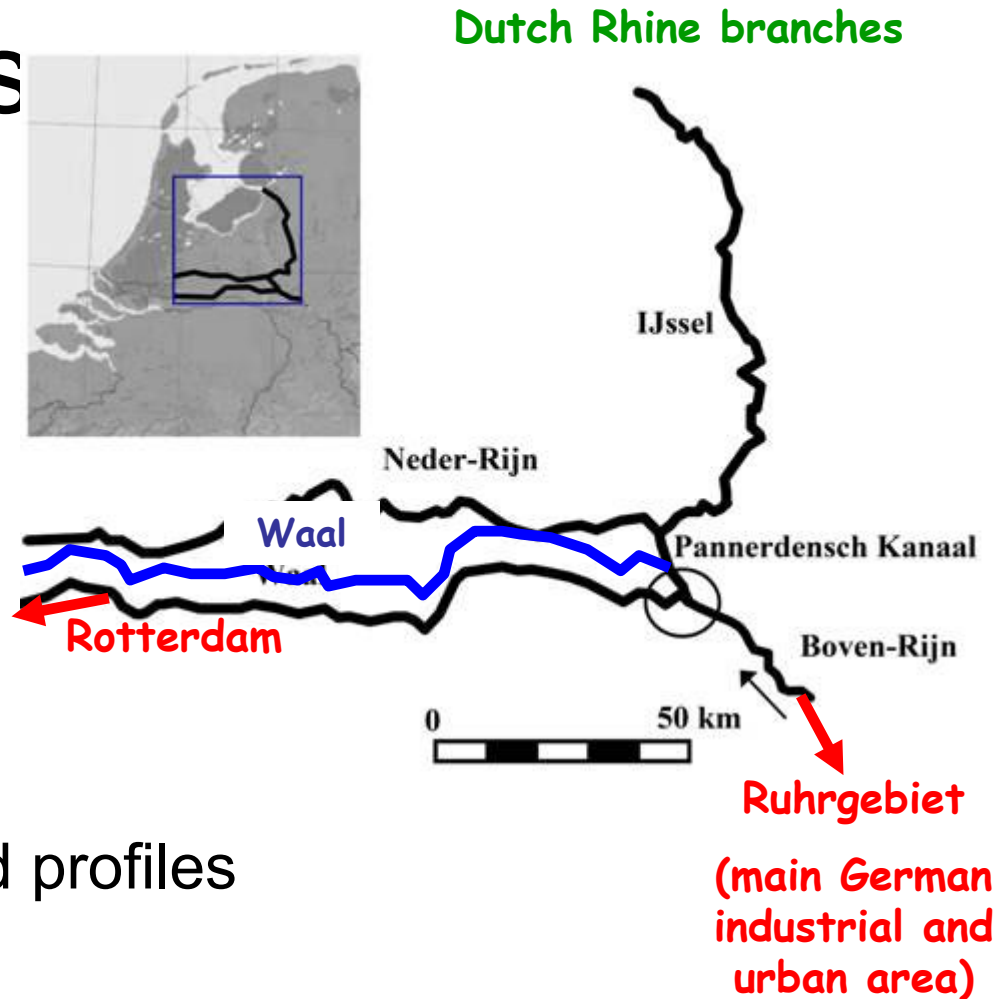 Dutch Rhine branches
s
IJssel
Neder-Rijn
Waal
Waal
Pannerdensch Kanaal
Rotterdam
Boven-Rijn
0 50 km
Ruhrgebiet
d profiles
(main German
industrial and
urban area)